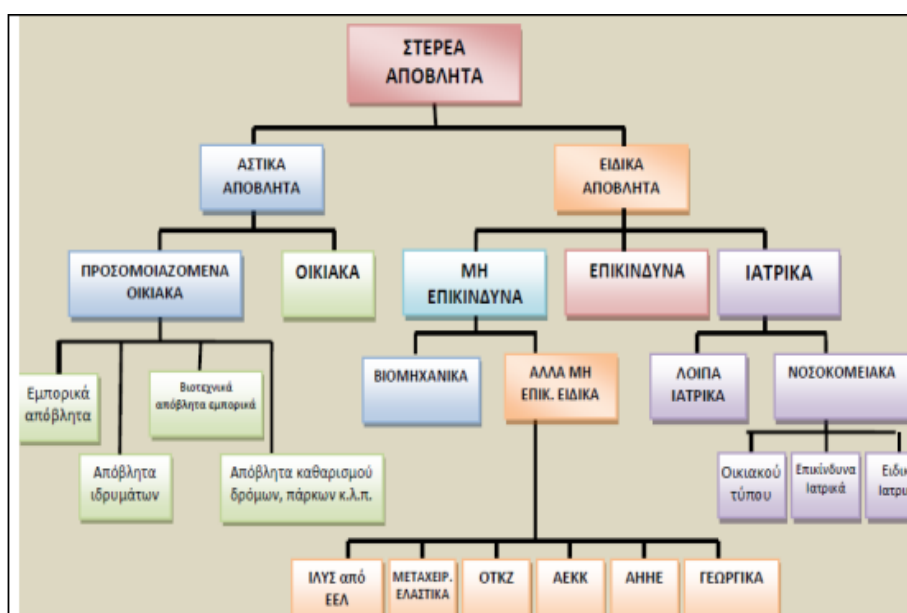 ΣΤΕΡΕΑ
ΑΠΟΒΛΗΤΑ
ΑΣΤΙΚΑ
ΑΠΟΒΛΗΤΑ
ΕΙΔΙΚΑ
ΑΠΟΒΛΗΤΑ
ΠΡΟΣΟΜΟΙΑΖΟΜΕΝΑ
ΟΙΚΙΑΚΑ
ΟΙΚΙΑΚΑ
ΜΗ
ΕΠΙΚΙΝΔΥΝΑ
ΕΠΙΚΙΝΔΥΝΑ
ΙΑΤΡΙΚΑ
ΒΙΟΜΗΧΑΝΙΚΑ
ΑΛΛΑ ΜΗ
ΕΠΙΚ. ΕΙΔΙΚΑ
ΛΟΙΠΑ
ΙΑΤΡΙΚΑ
ΝΟΣΟΚΟΜΕΙΑΚΑ
Εμπορικά
απόβλητα
Βιοτεχνικά
απόβλητα εμπορικά
Απόβλητα
ιδρυμάτων
Απόβλητα καθαρισμού
δρόμων, πάρκων κ.λ.π.
Οικιακού
τύπου
Επικίνδυνα
Ιατρικά
ΙΛΥΣ από
ΕΕΛ
ΜΕΤΑΧΕΙΡ.
ΕΛΑΣΤΙΚΑ
ΟΤΚΖ
ΑΕΚΚ
ΑΗΗΕ
ΓΕΩΡΓΙΚΑ